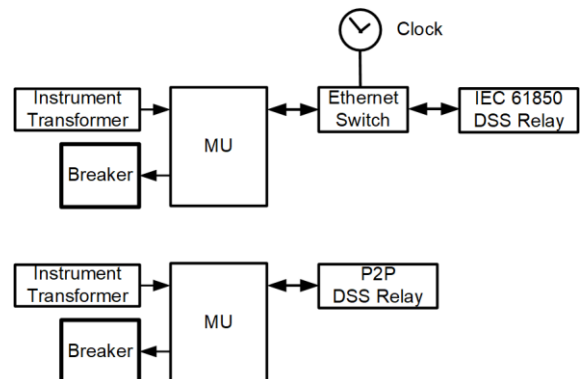 Clock
Instrument
Transformer
MU
Ethernet
Switch
IEC 61850
DSS Relay
Breaker
Instrument
Transformer
MU
P2P
DSS Relay
Breaker